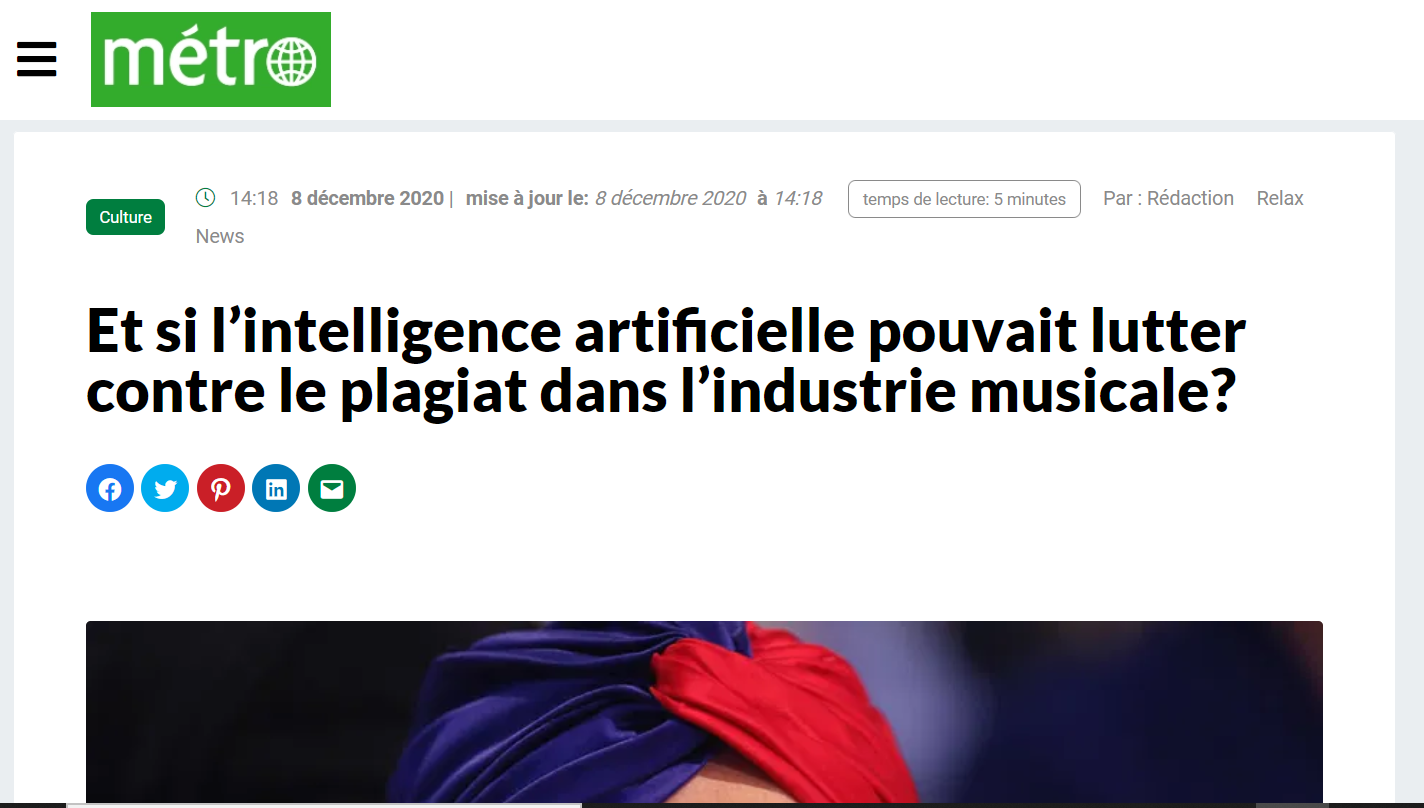 métro
Culture
14:18 8 décembre 2020 | mise à jour le: 8 décembre 2020 à 14:18 temps de lecture: 5 minutes Par : Rédaction Relax
News
Et si l’intelligence artificielle pouvait lutter
contre le plagiat dans l’industrie musicale?